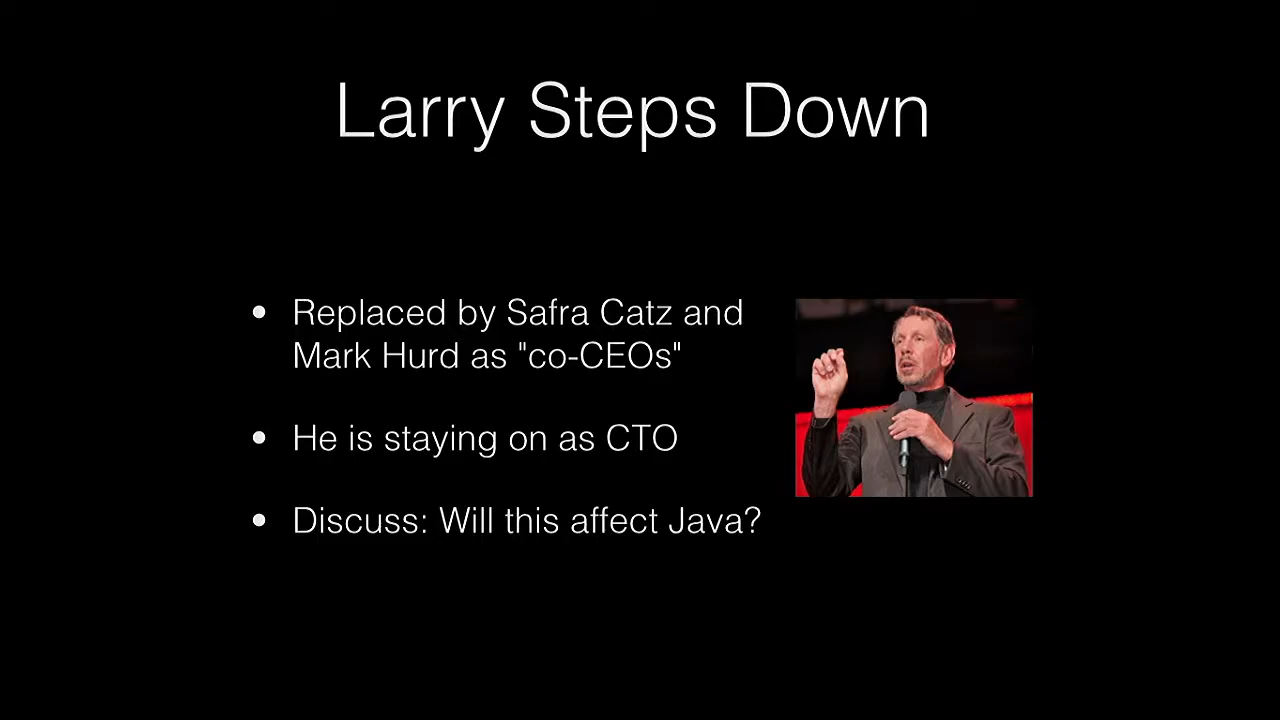 Larry Steps Down
• Replaced by Safra Catz and
Mark Hurd as "co-CEOs"
• He is staying on as CTO
• Discuss: Will this affect Java?